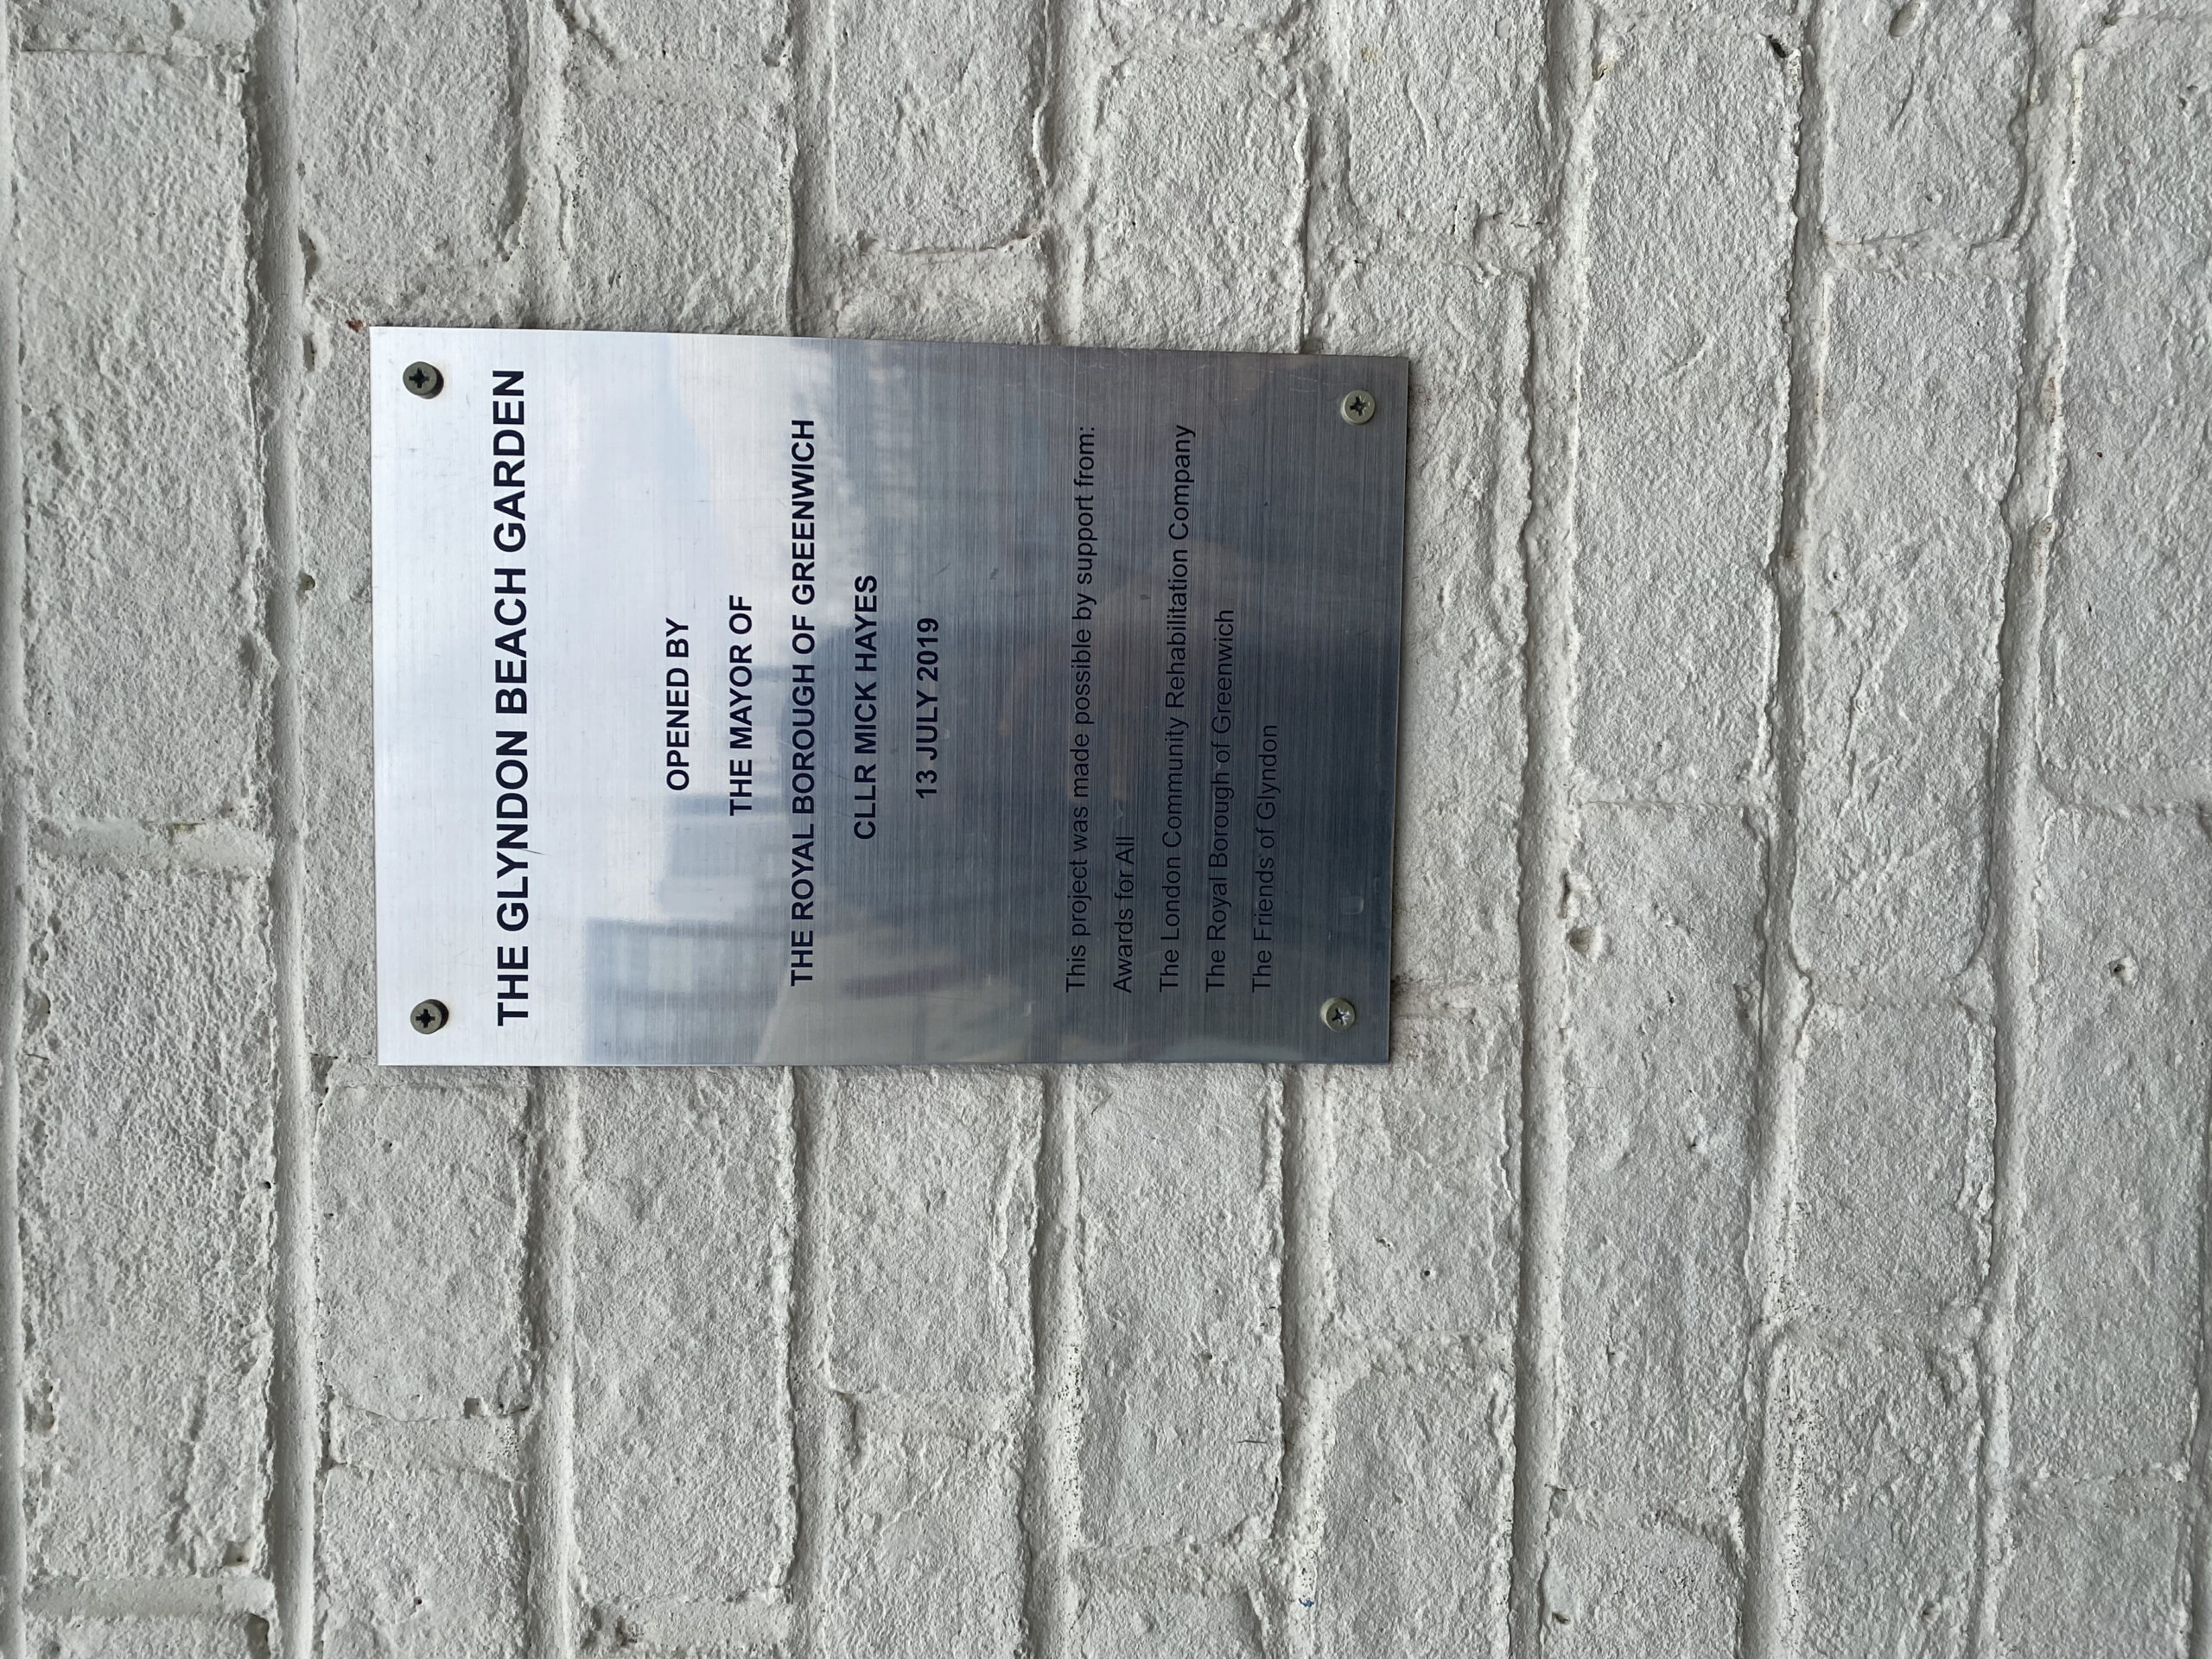 THE GLYNDON BEACH GARDEN
OPENED BY
THE MAYOR OF
THE ROYAL BOROUGH OF GREENWICH
CLLR MICK HAYES
13 JULY 2019
This project was made possible by support from:
Awards for All
The London Community Rehabilitation Company
The Royal Borough of Greenwich
The Friends of Glyndon